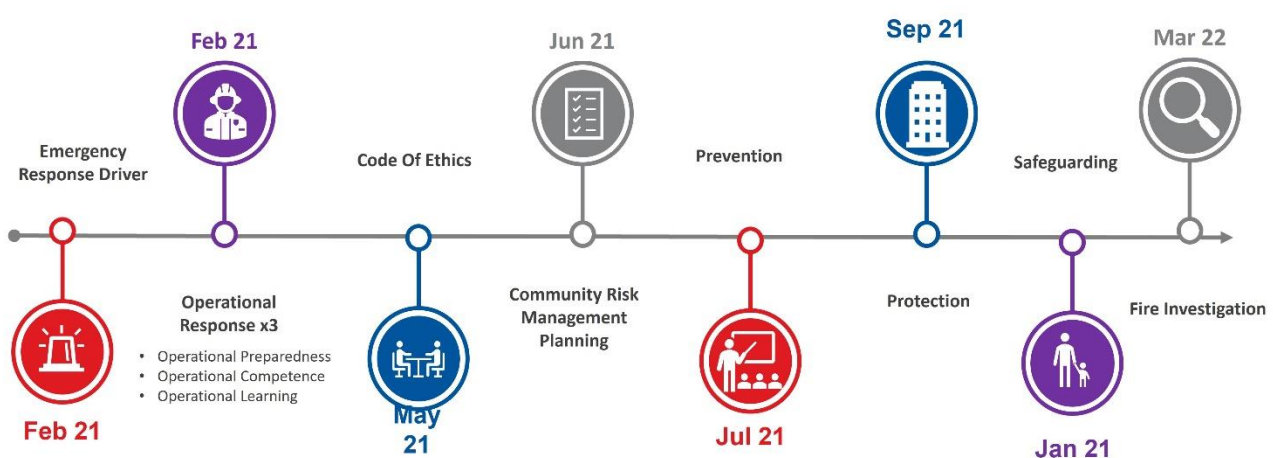 Feb 21
Jun 21
Sep 21
Mar 22
Emergency
Response Driver
Code Of Ethics
Prevention
Safeguarding
Operational
Response x3
• Operational Preparedness
• Operational Competence
• Operational Learning
Community Risk
Management
Planning
Protection
Fire Investigation
Feb 21
May
21
Jul 21
Jan 21